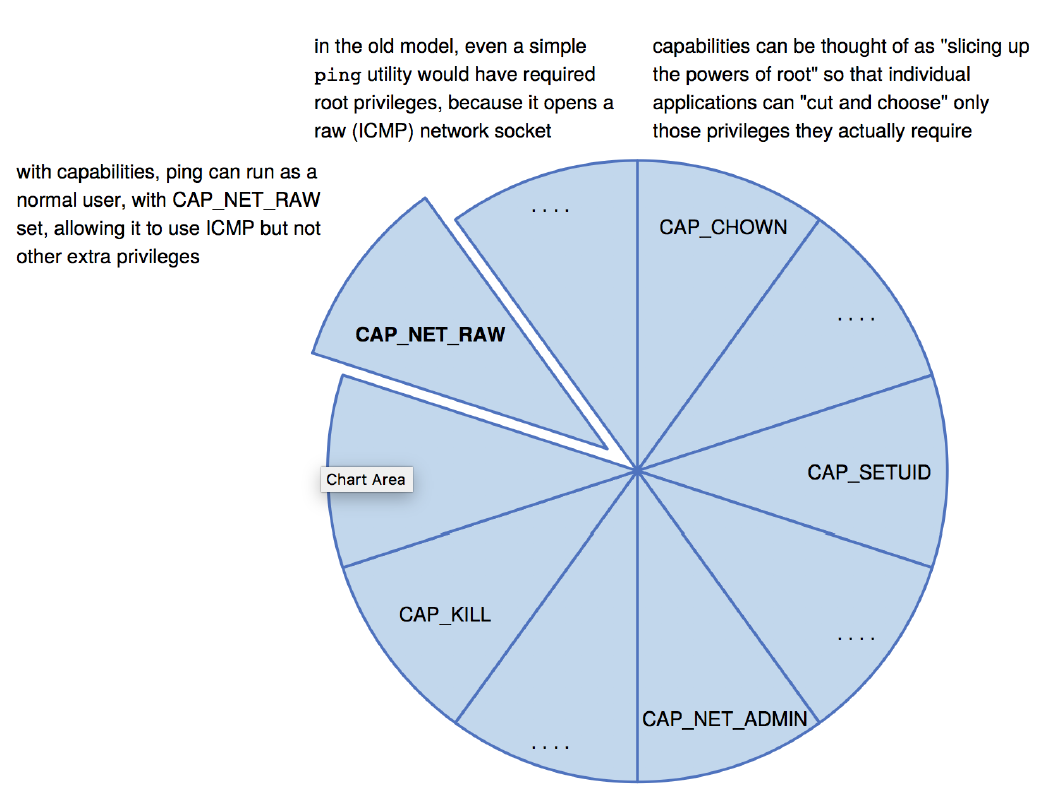 in the old model, even a simple
ping utility would have required
root privileges, because it opens a
raw (ICMP) network socket
capabilities can be thought of as "slicing up
the powers of root" so that individual
applications can "cut and choose" only
those privileges they actually require
with capabilities, ping can run as a
normal user, with CAP_NET_RAW
set, allowing it to use ICMP but not
other extra privileges
. . . .
CAP_CHOWN
. . . .
CAP_NET_RAW
CAP_SETUID
Chart Area
CAP_KILL
. . . .
CAP_NET_ADMIN
. . . .